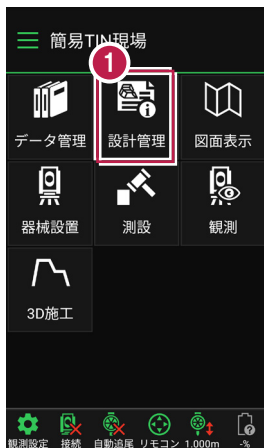 簡易TIN現場
1
データ管理
設計管理
図面表示
器械設置
測設
観測
3D施工
観測設定 接続 自動追尾 リモコン 1.000m -%